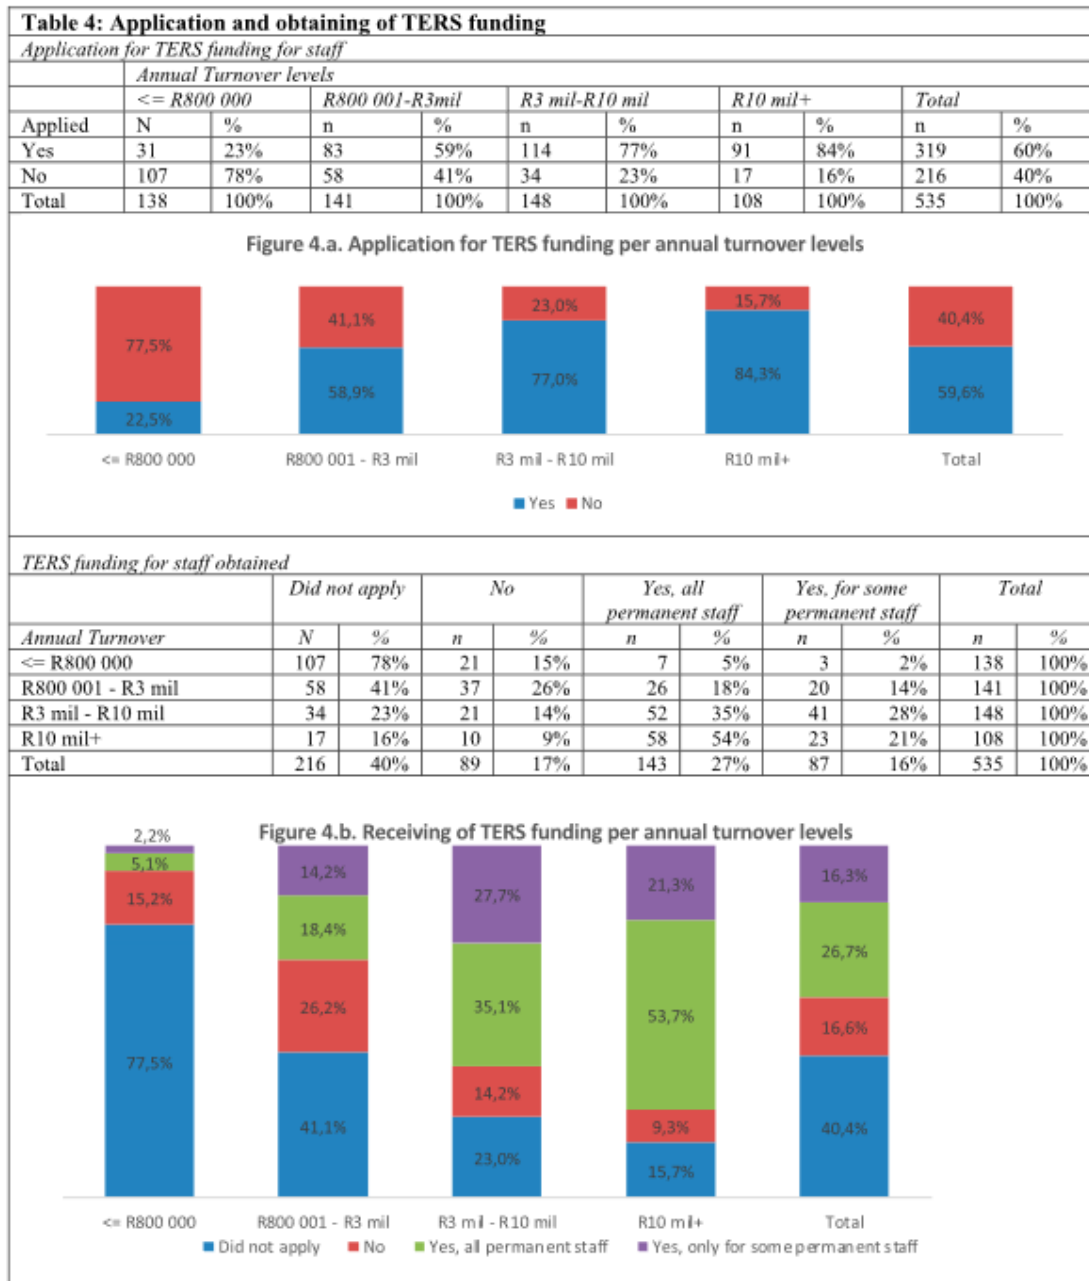 Table 4: Application and obtaining of TERS funding
Application for TERS funding for staff
Annual Turnover levels
<= R800 000 R800 001-R3mil R3 mil-R10 mil R10 mil+ Total
Applied N % n % n % n % n %
Yes 31 23% 83 59% 114 77% 91 84% 319 60%
No 107 78% 58 41% 34 23% 17 16% 216 40%
Total 138 100% 141 100% 148 100% 108 100% 535 100%
Figure 4.a. Application for TERS funding per annual turnover levels
77,5% 41,1% 23,0% 15,7% 40,4%
22,5% 58,9% 77,0% 84,3% 59,6%
<= R800 000 R800 001 - R3 mil R3 mil - R10 mil R10 mil+ Total
Yes No
TERS funding for staff obtained
Did not apply No Yes, all Yes, for some Total
permanent staff permanent staff
Annual Turnover N % n % n % n % n %
<= R800 000 107 78% 21 15% 7 5% 3 2% 138 100%
R800 001 - R3 mil 58 41% 37 26% 26 18% 20 14% 141 100%
R3 mil - R10 mil 34 23% 21 14% 52 35% 41 28% 148 100%
R10 mil+ 17 16% 10 9% 58 54% 23 21% 108 100%
Total 216 40% 89 17% 143 27% 87 16% 535 100%
Figure 4.b. Receiving of TERS funding per annual turnover levels
2,2% 14,2% 27,7% 21,3% 16,3%
5,1% 18,4% 35,1% 53,7% 26,7%
15,2% 26,2% 14,2% 9,3% 16,6%
77,5% 41,1% 23,0% 15,7% 40,4%
<= R800 000 R800 001 - R3 mil R3 mil - R10 mil R10 mil+ Total
Did not apply No Yes, all permanent staff Yes, only for some permanent staff